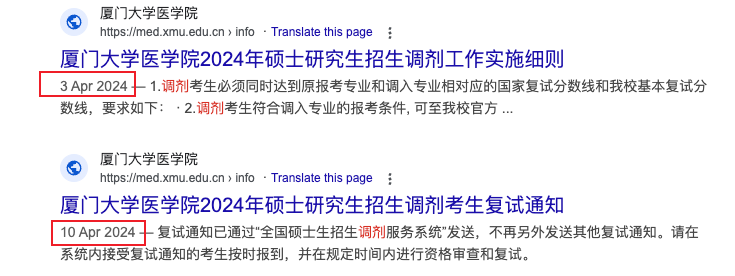 厦门大学医学院
https://med.xmu.edu.cn › info · Translate this page
厦门大学医学院2024年硕士研究生招生调剂工作实施细则
3 Apr 2024 — 1.调剂考生必须同时达到原报考专业和调入专业相对应的国家复试分数线和我校基本复试分
数线，要求如下： · 2.调剂考生符合调入专业的报考条件, 可至我校官方 ...
厦门大学医学院
https://med.xmu.edu.cn › info · Translate this page
厦门大学医学院2024年硕士研究生招生调剂考生复试通知
10 Apr 2024 — 复试通知已通过“全国硕士生招生调剂服务系统”发送，不再另外发送其他复试通知。请在
系统内接受复试通知的考生按时报到，并在规定时间内进行资格审查和复试。